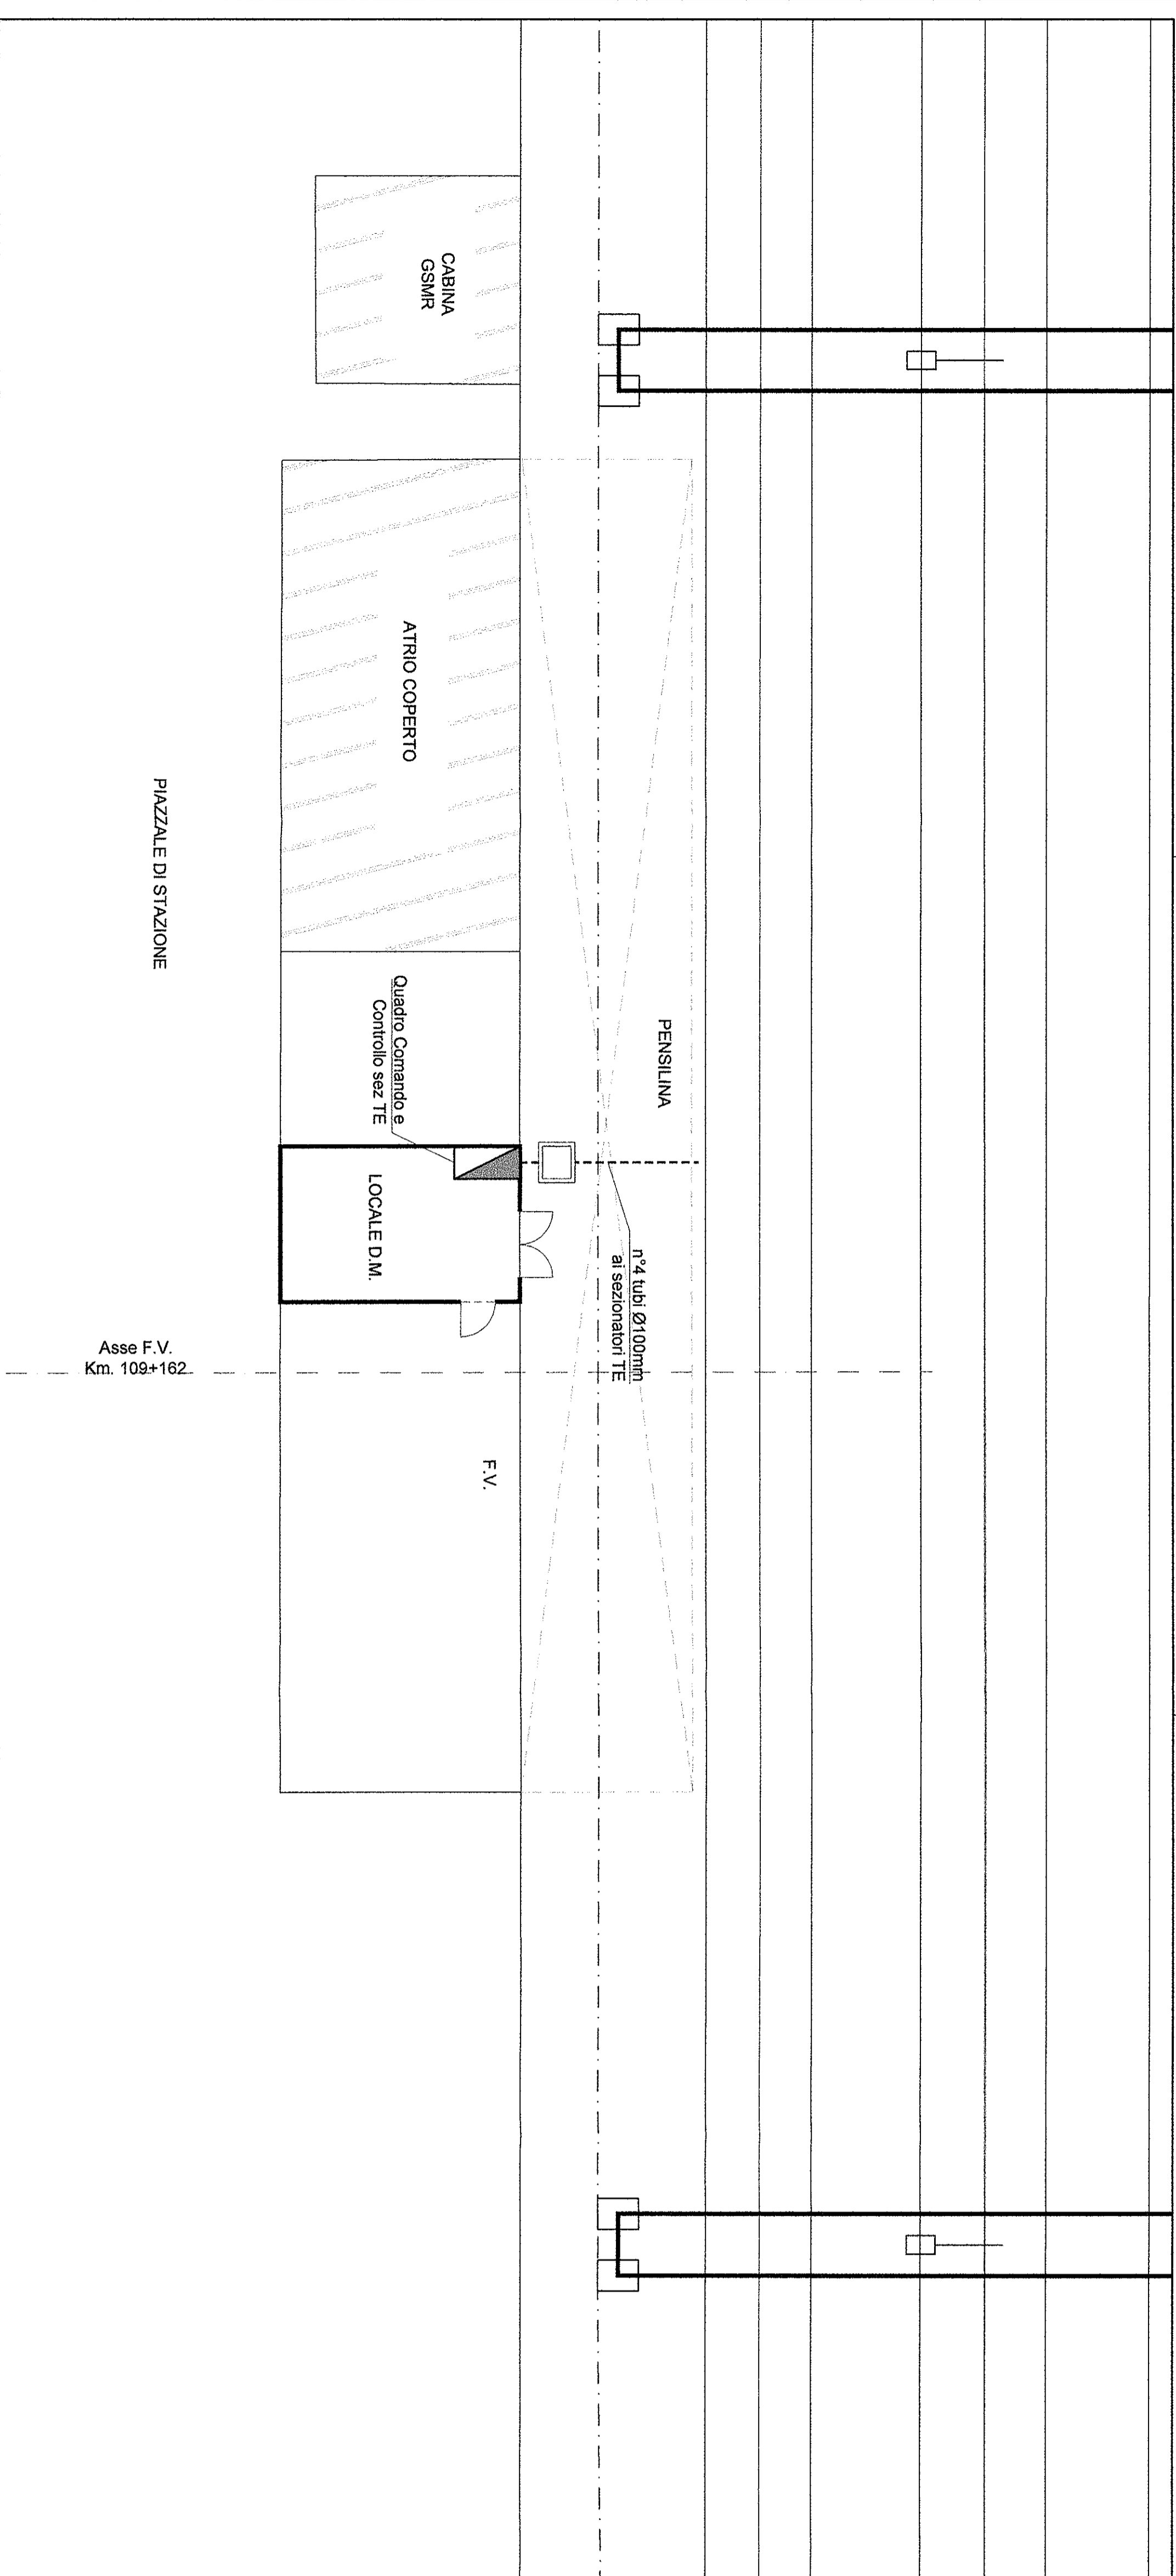 CABINA
GSMR
ATRIO COPERTO
PIAZZALE DI STAZIONE
PENSILINA
Quadro Comando e
Controllo sez TE
LOCALE D.M.
n°4 tubi Ø100mm
ai sezionatori TE
Asse F.V.
Km. 109+162
F.V.